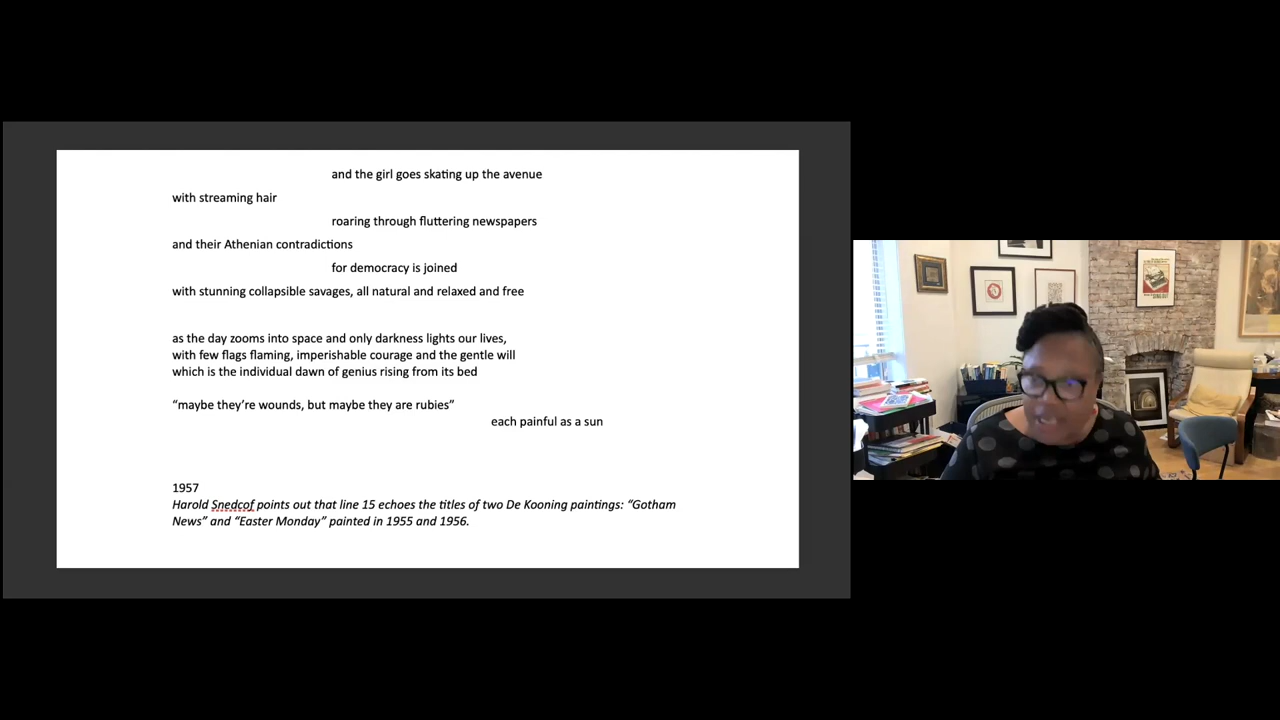 and the girl goes skating up the avenue
with streaming hair
roaring through fluttering newspapers
and their Athenian contradictions
for democracy is joined
with stunning collapsible savages, all natural and relaxed and free
as the day zooms into space and only darkness lights our lives,
with few flags flaming, imperishable courage and the gentle will
which is the individual dawn of genius rising from its bed
“maybe they’re wounds, but maybe they are rubies”
each painful as a sun
1957
Harold Snedcof points out that line 15 echoes the titles of two De Kooning paintings: “Gotham
News” and “Easter Monday” painted in 1955 and 1956.